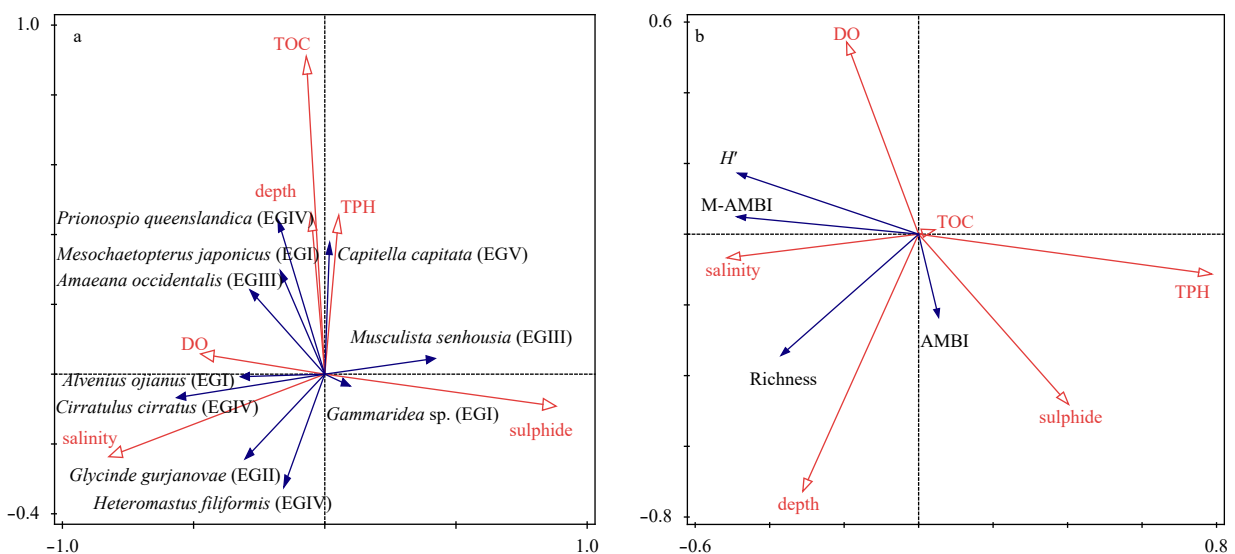 1.0
a
TOC
depth
TPH
Prionospio queenslandica (EGIV)
Mesochaetopterus japonicus (EGI)
Capitella capitata (EGV)
Amaeana occidentalis (EGIII)
Musculista senhousia (EGIII)
DO
Alvenius ojianus (EGI)
Cirratulus cirratus (EGIV)
Gammaridea sp. (EGI)
salinity
sulphide
Glycinde gurjanovae (EGII)
Heteromastus filiformis (EGIV)
−0.4
−1.0
1.0
0.6
b
DO
H′
M-AMBI
TOC
salinity
TPH
AMBI
Richness
sulphide
depth
−0.8
−0.6
0.8